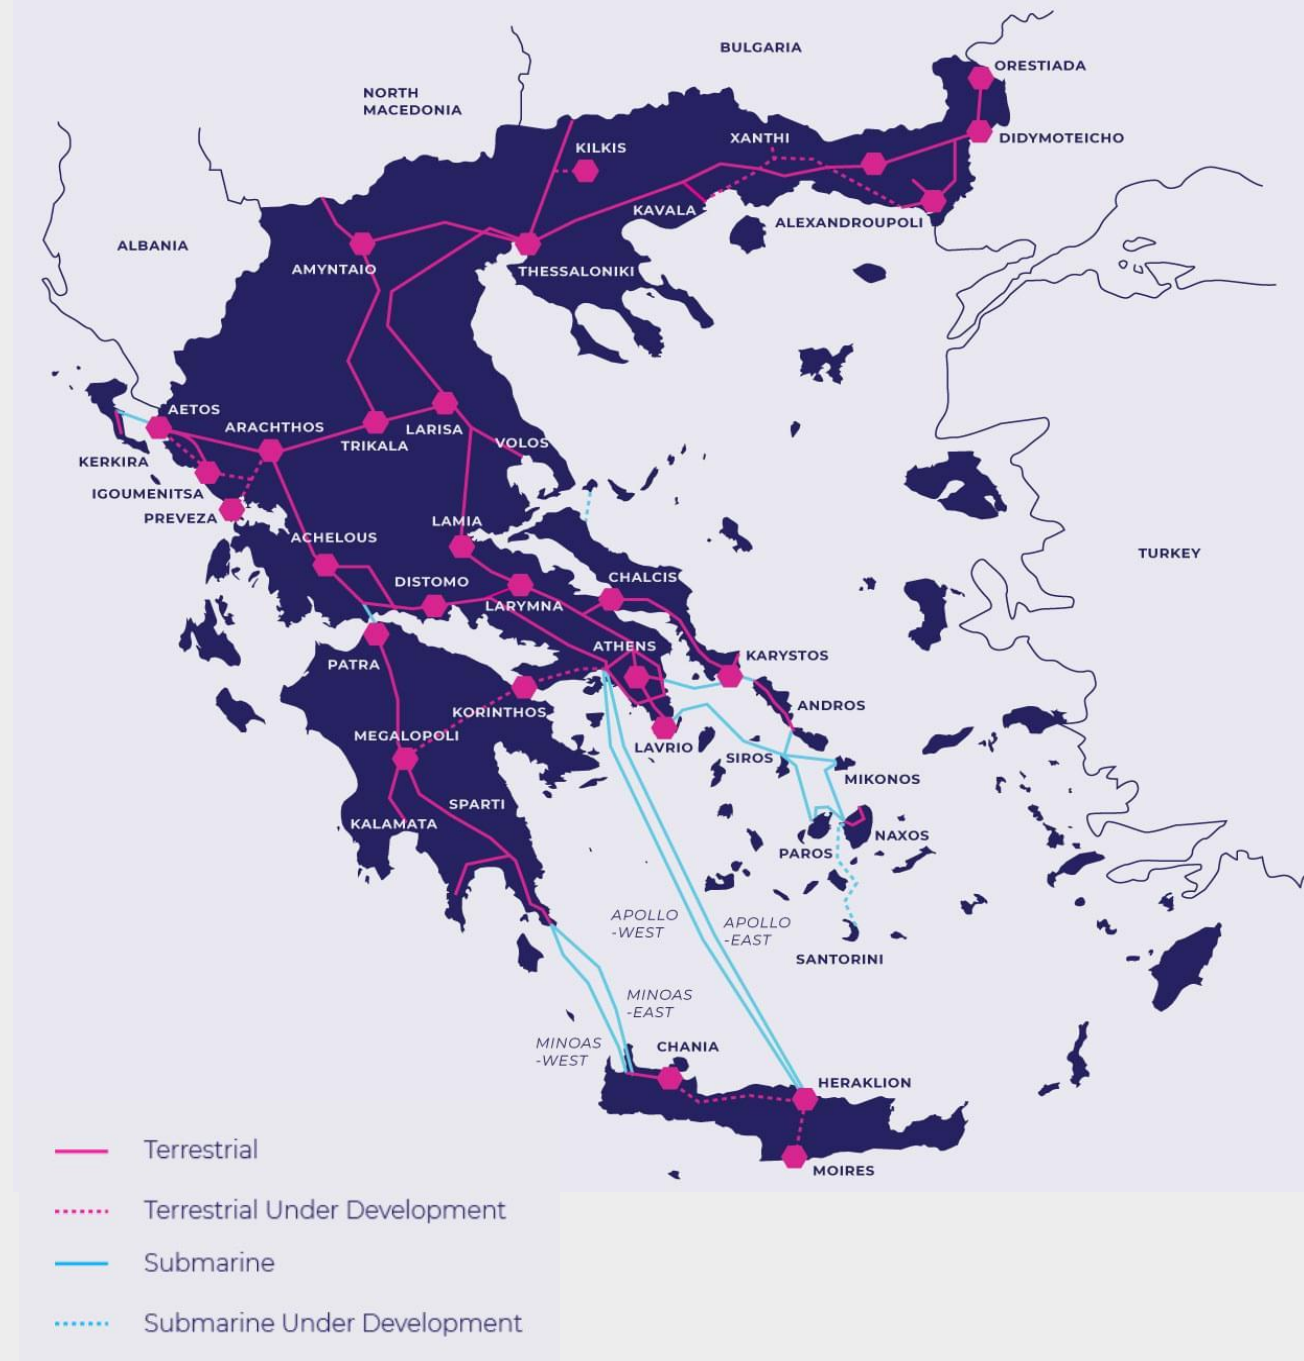 BULGARIA
ORESTIADA
NORTH
MACEDONIA
XANTHI
DIDYMOTEICHO
KILKIS
KAVALA
ALEXANDROUPOLI
ALBANIA
AMYNTAIO
THESSALONIKI
AETOS
ARACHTHOS
TRIKALA
LARISA
VOLOS
KERKIRA
IGOUMENITSA
PREVEZA
LAMIA
ACHELOUS
TURKEY
DISTOMO
CHALCIS
LARYMNA
ATHENS
KARYSTOS
PATRA
ANDROS
KORINTHOS
MEGALOPOLI
LAVRIO
SIROS
MIKONOS
SPARTI
KALAMATA
NAXOS
PAROS
APOLLO
-WEST
APOLLO
-EAST
SANTORINI
MINOAS
-EAST
MINOAS
-WEST
CHANIA
HERAKLION
MOIRES
Terrestrial
Terrestrial Under Development
Submarine
Submarine Under Development